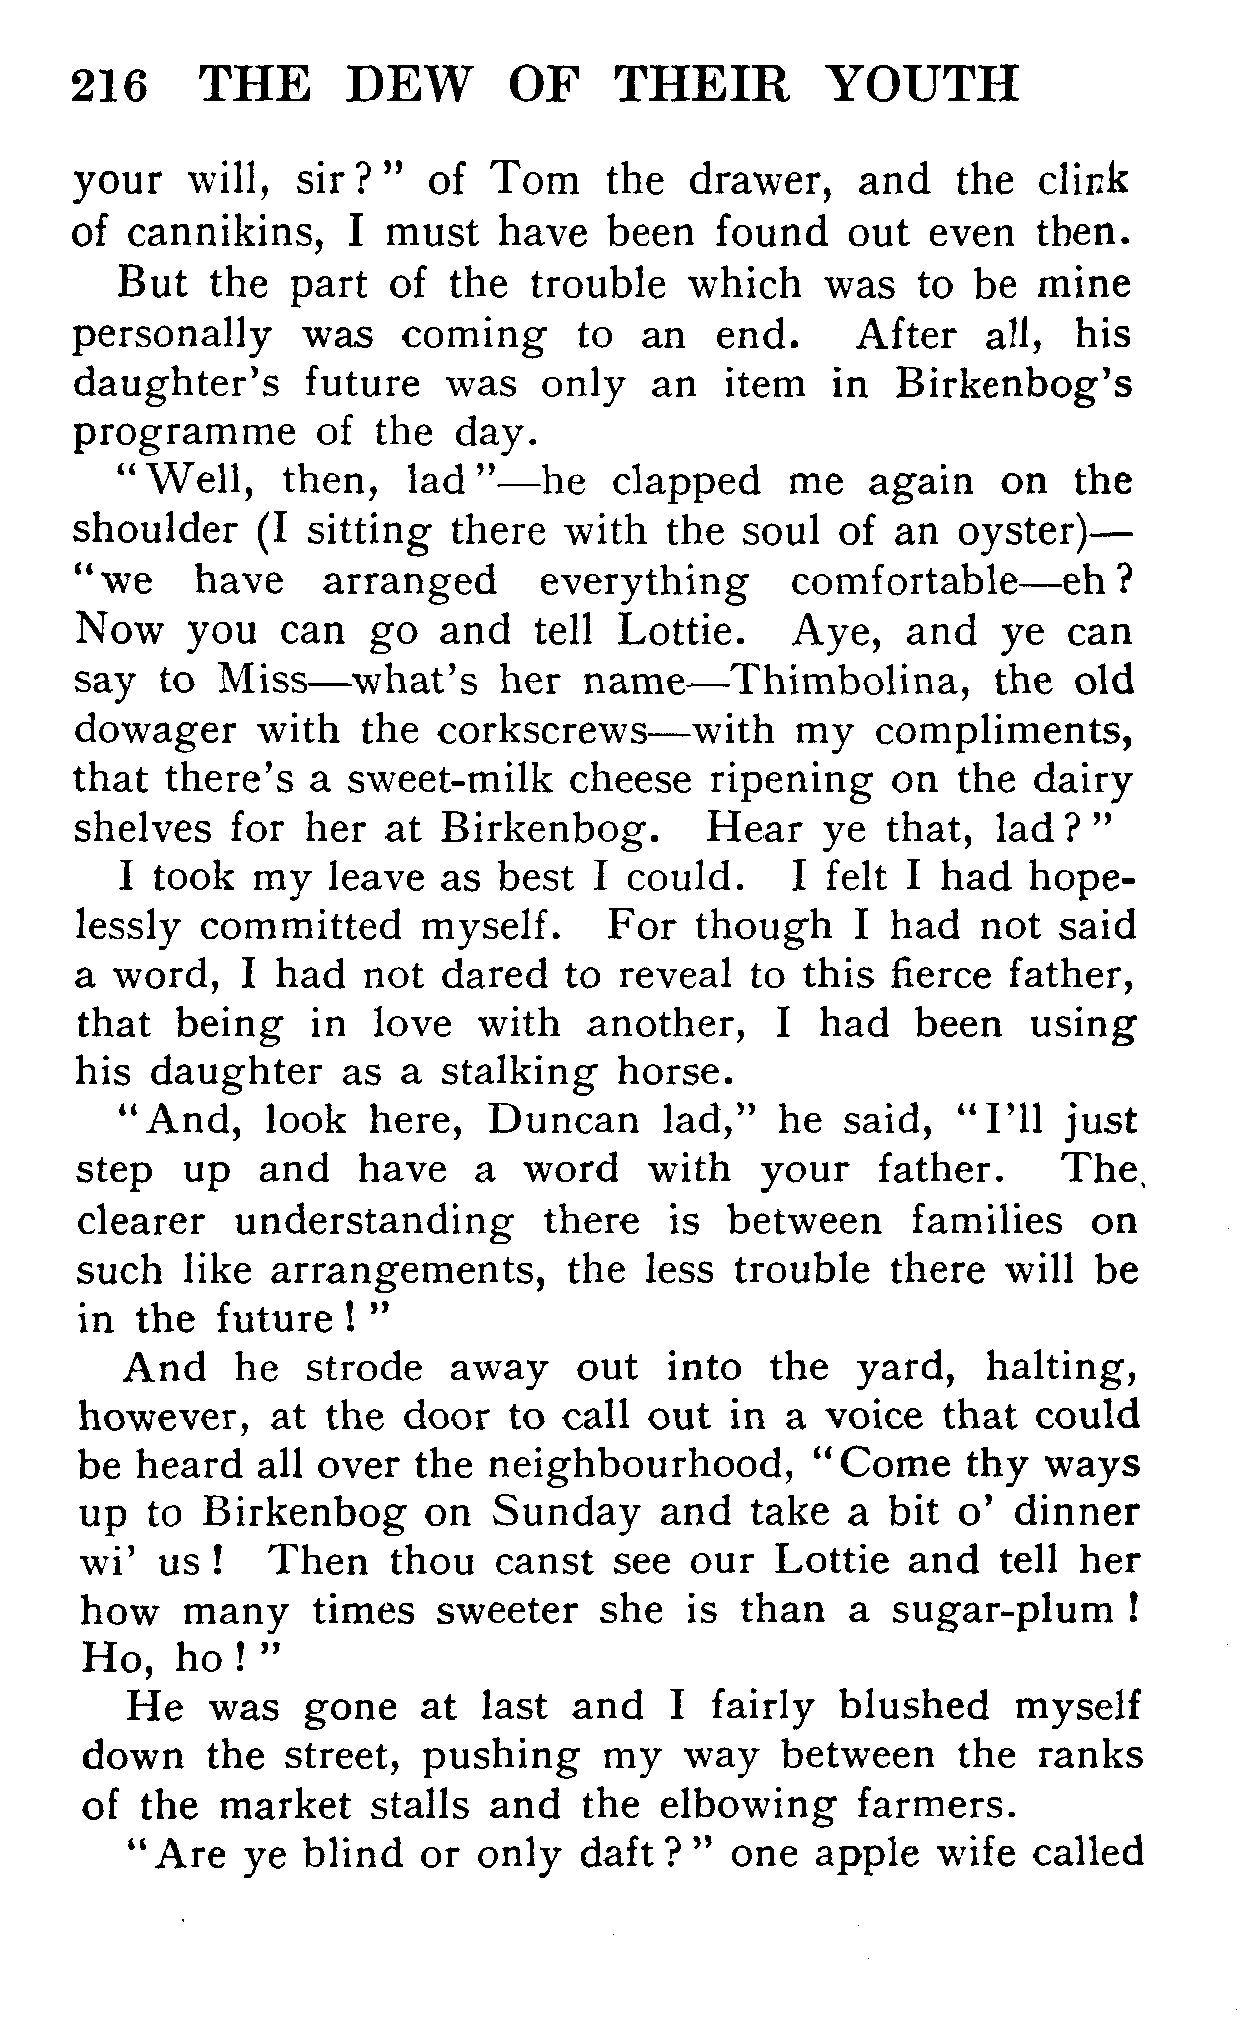 216 THE DEW OF THEIR YOUTH
your will, sir?" of Tom the drawer, and the clink
of cannikins, I must have been found out even then.
But the part of the trouble which was to be mine
personally was coming to an end. After all, his
daughter's future was only an item in Birkenbog's
programme of the day.
"Well, then, lad"—he clapped me again on the
shoulder (I sitting there with the soul of an oyster)—
"we have arranged everything comfortable—eh?
Now you can go and tell Lottie. Aye, and ye can
say to Miss—what's her name—Thimbolina, the old
dowager with the corkscrews—with my compliments,
that there's a sweet-milk cheese ripening on the dairy
shelves for her at Birkenbog. Hear ye that, lad?"
I took my leave as best I could. I felt I had hope-
lessly committed myself. For though I had not said
a word, I had not dared to reveal to this fierce father,
that being in love with another, I had been using
his daughter as a stalking horse.
"And, look here, Duncan lad," he said, "I'll just
step up and have a word with your father. The
clearer understanding there is between families on
such like arrangements, the less trouble there will be
in the future!"
And he strode away out into the yard, halting,
however, at the door to call out in a voice that could
be heard all over the neighbourhood, "Come thy ways
up to Birkenbog on Sunday and take a bit o' dinner
wi' us! Then thou canst see our Lottie and tell her
how many times sweeter she is than a sugar-plum!
Ho, ho!"
He was gone at last and I fairly blushed myself
down the street, pushing my way between the ranks
of the market stalls and the elbowing farmers.
"Are ye blind or only daft?" one apple wife called